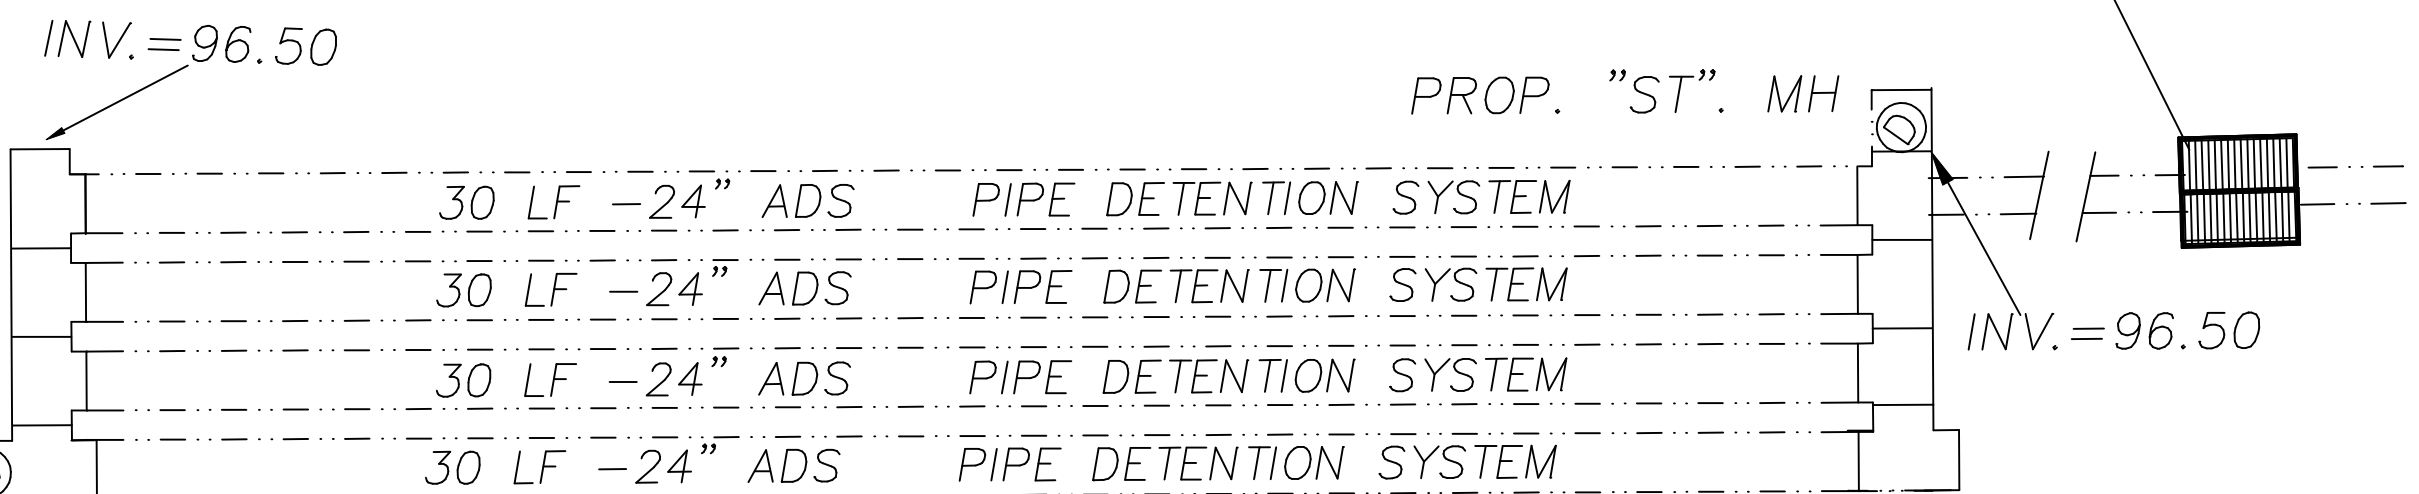 INV.=96.50
PROP. "ST". MH
D
30 LF -24" ADS PIPE DETENTION SYSTEM
30 LF -24" ADS PIPE DETENTION SYSTEM
INV.=96.50
30 LF -24" ADS PIPE DETENTION SYSTEM
30 LF -24" ADS PIPE DETENTION SYSTEM